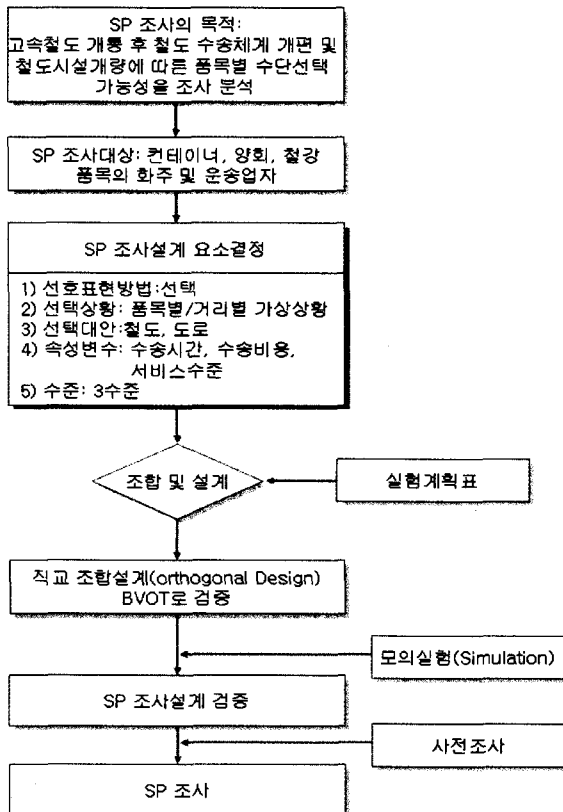 SP 조사의 목적:
고속철도 개통 후 철도 수송체계 개편 및
철도시설개량에 따른 품목별 수단선택
가능성을 조사 분석
SP 조사대상: 컨테이너, 양회, 철강
품목의 화주 및 운송업자
SP 조사설계 요소결정
1) 선호표현방법:선택
2) 선택상황: 품목별/거리별 가상상황
3) 선택대안:철도, 도로
4) 속성변수: 수송시간, 수송비용,
서비스수준
5) 수준: 3수준
조합 및 설계
실험계획표
직교 조합설계(orthogonal Design)
BVOT로 검증
모의실험(Simulation)
SP 조사설계 검증
사전조사
SP 조사